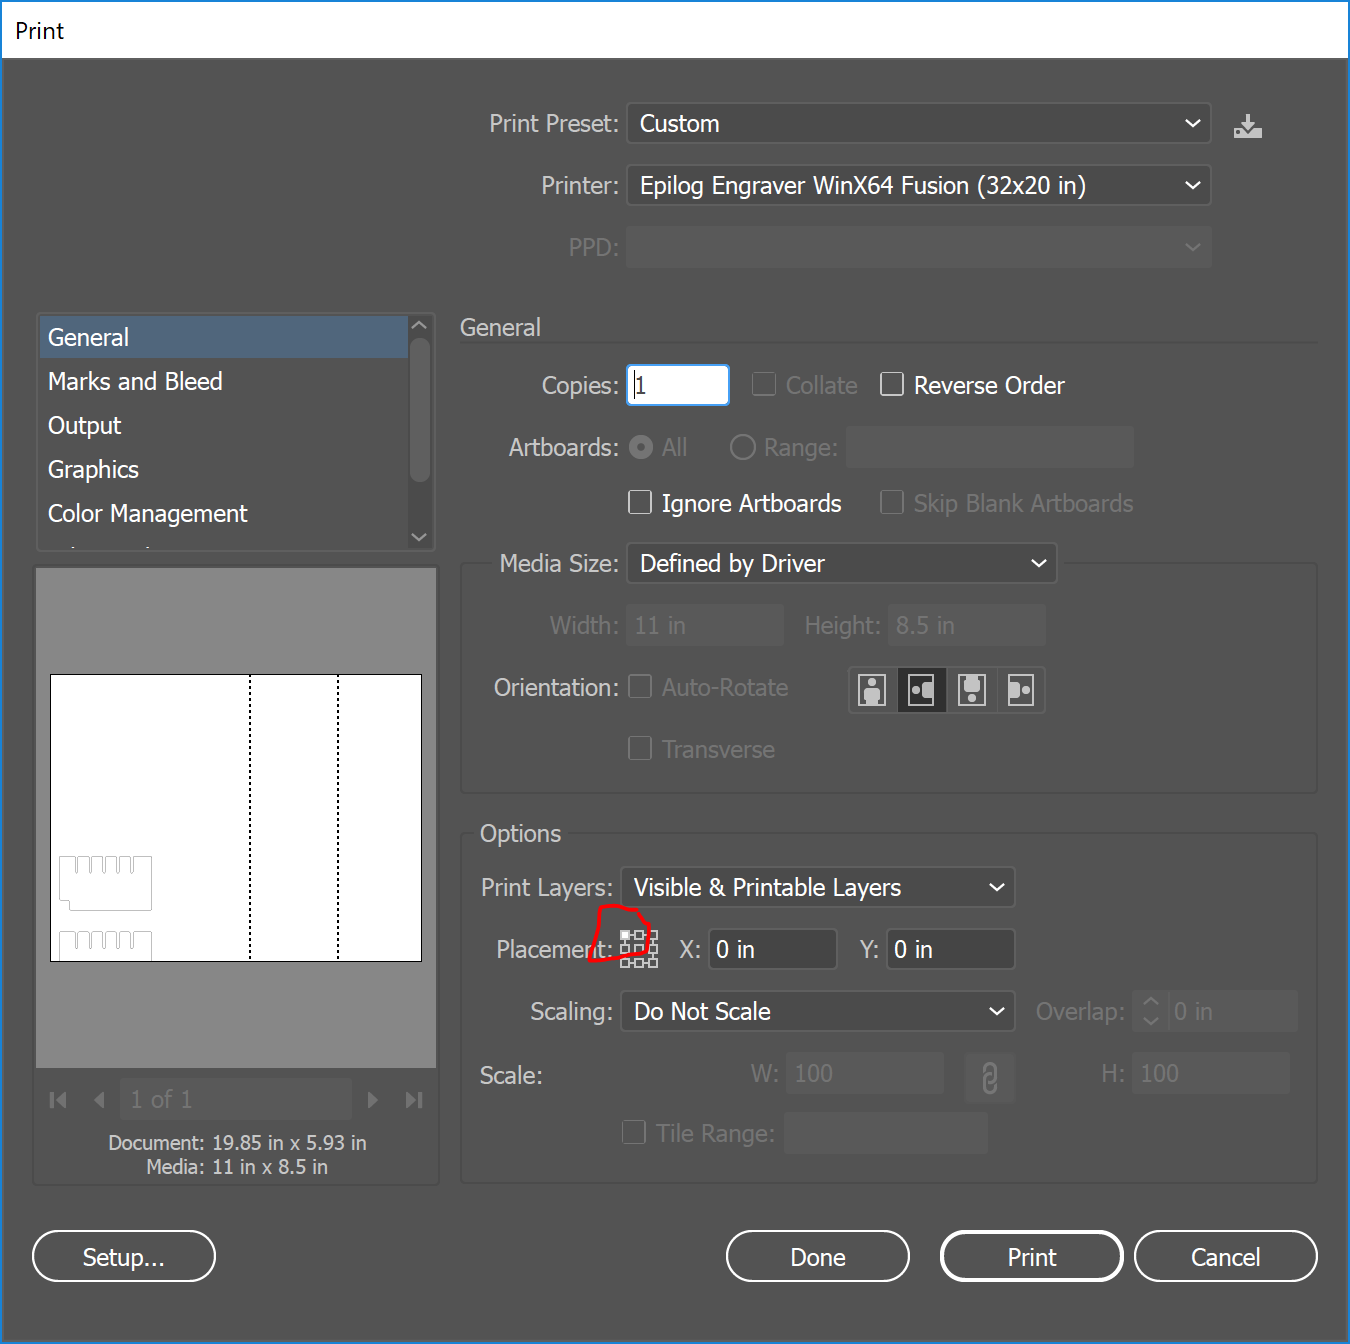 Print
Print Preset: Custom
Printer: Epilog Engraver WinX64 Fusion (32x20 in)
PPD:
General
Marks and Bleed
Output
Graphics
Color Management
General
Copies: 1 Collate Reverse Order
Artboards: All Range:
Ignore Artboards Skip Blank Artboards
Media Size: Defined by Driver
Width: 11 in Height: 8.5 in
Orientation: Auto-Rotate
Transverse
Options
Print Layers: Visible & Printable Layers
Placement: X: 0 in Y: 0 in
Scaling: Do Not Scale Overlap: 0 in
Scale: W: 100 H: 100
Tile Range:
1 of 1
Document: 19.85 in x 5.93 in
Media: 11 in x 8.5 in
Setup... Done Print Cancel